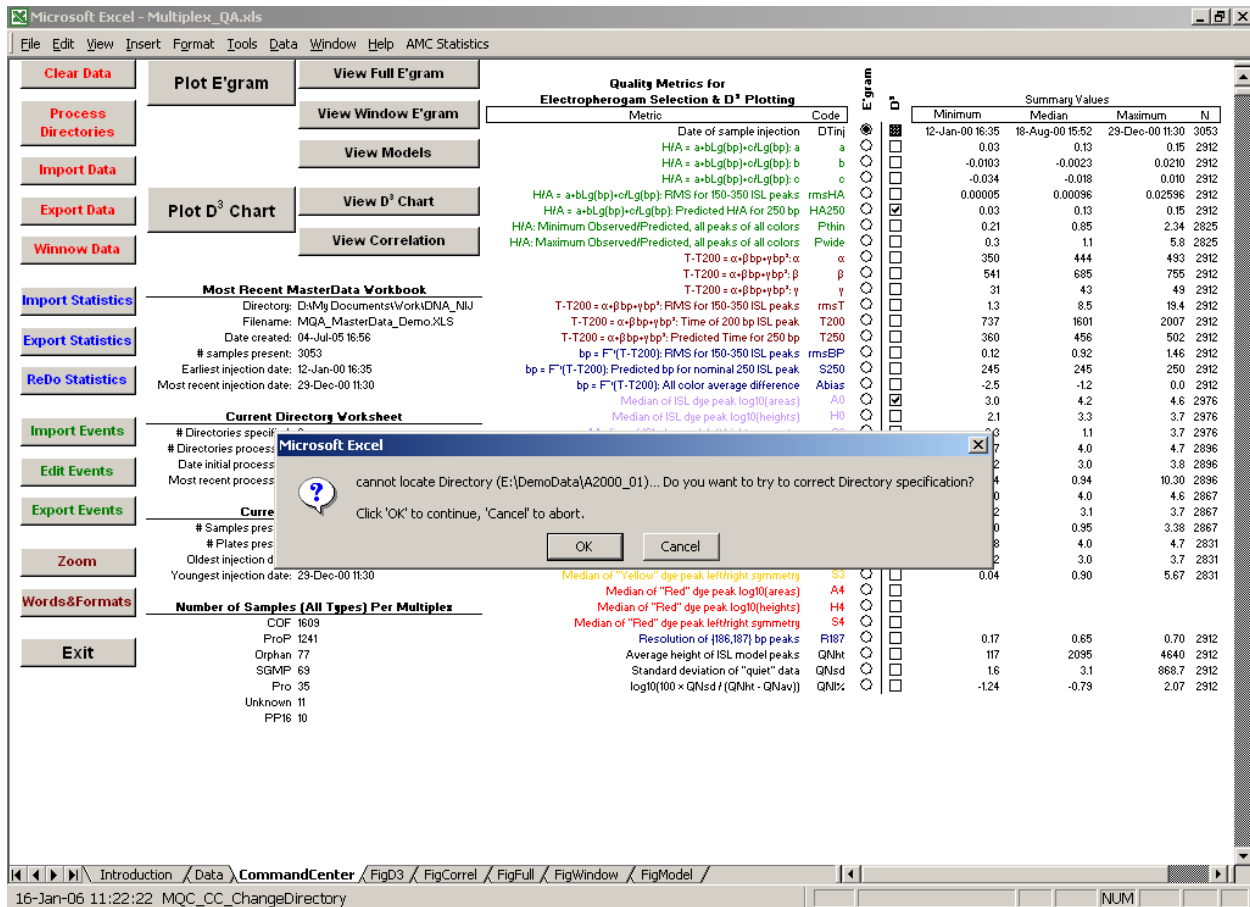 Microsoft Excel - Multiplex_QA.xls
File Edit View Insert Format Tools Data Window Help AMC Statistics
Clear Data
Process Directories
Import Data
Export Data
Winnow Data
Import Statistics
Export Statistics
ReDo Statistics
Import Events
Edit Events
Export Events
Zoom
Words&Formats
Exit
Plot E'gram
Plot D³ Chart
View Full E'gram
View Window E'gram
View Models
View D³ Chart
View Correlation
Most Recent MasterData Workbook
Directory: D:\My Documents\Work\DNA_NIJ
Filename: MQA_MasterData_Demo.XLS
Date created: 04-Jul-05 16:56
# samples present: 3053
Earliest injection date: 12-Jan-00 16:35
Most recent injection date: 29-Dec-00 11:30
Current Directory Worksheet
# Directories specifi
# Directories process
Date initial process
Most recent process
Curre
# Samples pres
# Plates pres
Oldest injection d
Youngest injection date: 29-Dec-00 11:30
Number of Samples (All Types) Per Multiplex
COF 1609
ProP 1241
Orphan 77
SGMP 69
Pro 35
Unknown 11
PP16 10
Quality Metrics for
Electropherogam Selection & D³ Plotting
E'gram
D³
Summary Values
Metric Code Minimum Median Maximum N
Date of sample injection DTinj 12-Jan-00 16:35 18-Aug-00 15:52 29-Dec-00 11:30 3053
H/A = a+bLg(bp)+c/Lg(bp): a a 0.03 0.13 0.15 2912
H/A = a+bLg(bp)+c/Lg(bp): b b -0.0103 -0.0023 0.0210 2912
H/A = a+bLg(bp)+c/Lg(bp): c c -0.034 -0.018 0.010 2912
H/A = a+bLg(bp)+c/Lg(bp): RMS for 150-350 ISL peaks rmsHA 0.00005 0.00096 0.02596 2912
H/A = a+bLg(bp)+c/Lg(bp): Predicted H/A for 250 bp HA250 0.03 0.13 0.15 2912
H/A: Minimum Observed/Predicted, all peaks of all colors Pthin 0.21 0.85 2.34 2825
H/A: Maximum Observed/Predicted, all peaks of all colors Pwide 0.3 1.1 5.8 2825
T-T200 = α+βbp+γbp²: α α 350 444 493 2912
T-T200 = α+βbp+γbp²: β β 541 685 755 2912
T-T200 = α+βbp+γbp²: γ γ 31 43 49 2912
T-T200 = α+βbp+γbp²: RMS for 150-350 ISL peaks rmsT 1.3 8.5 19.4 2912
T-T200 = α+βbp+γbp²: Time of 200 bp ISL peak T200 737 1601 2007 2912
T-T200 = α+βbp+γbp²: Predicted Time for 250 bp T250 360 456 502 2912
bp = F⁻¹(T-T200): RMS for 150-350 ISL peaks rmsBP 0.12 0.92 1.46 2912
bp = F⁻¹(T-T200): Predicted bp for nominal 250 ISL peak S250 245 245 250 2912
bp = F⁻¹(T-T200): All color average difference Abias -2.5 -1.2 0.0 2912
Median of ISL dye peak log10(areas) A0 3.0 4.2 4.6 2976
Median of ISL dye peak log10(heights) H0 2.1 3.3 3.7 2976
1.1 3.7 2976
4.0 4.7 2896
3.0 3.8 2896
0.94 10.30 2896
4.0 4.6 2867
3.1 3.7 2867
0.95 3.38 2867
4.0 4.7 2831
3.0 3.7 2831
Median of "Yellow" dye peak left/right symmetry S3 0.04 0.90 5.67 2831
Median of "Red" dye peak log10(areas) A4
Median of "Red" dye peak log10(heights) H4
Median of "Red" dye peak left/right symmetry S4
Resolution of {186,187} bp peaks R187 0.17 0.65 0.70 2912
Average height of ISL model peaks QNht 117 2095 4640 2912
Standard deviation of "quiet" data QNsd 1.6 3.1 868.7 2912
log10(100 × QNsd / (QNht - QNav)) QNI% -1.24 -0.79 2.07 2912
Microsoft Excel
cannot locate Directory (E:\DemoData\A2000_01)... Do you want to try to correct Directory specification?
Click 'OK' to continue, 'Cancel' to abort.
OK Cancel
Introduction Data CommandCenter FigD3 FigCorrel FigFull FigWindow FigModel
16-Jan-06 11:22:22 MQC_CC_ChangeDirectory NUM